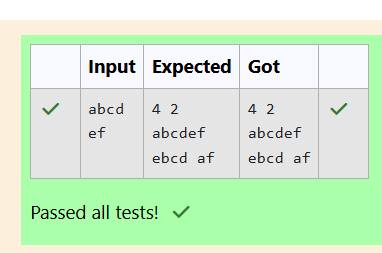 Input Expected Got
abcd 4 2 4 2
ef abcdef abcdef
ebcd af ebcd af
Passed all tests!